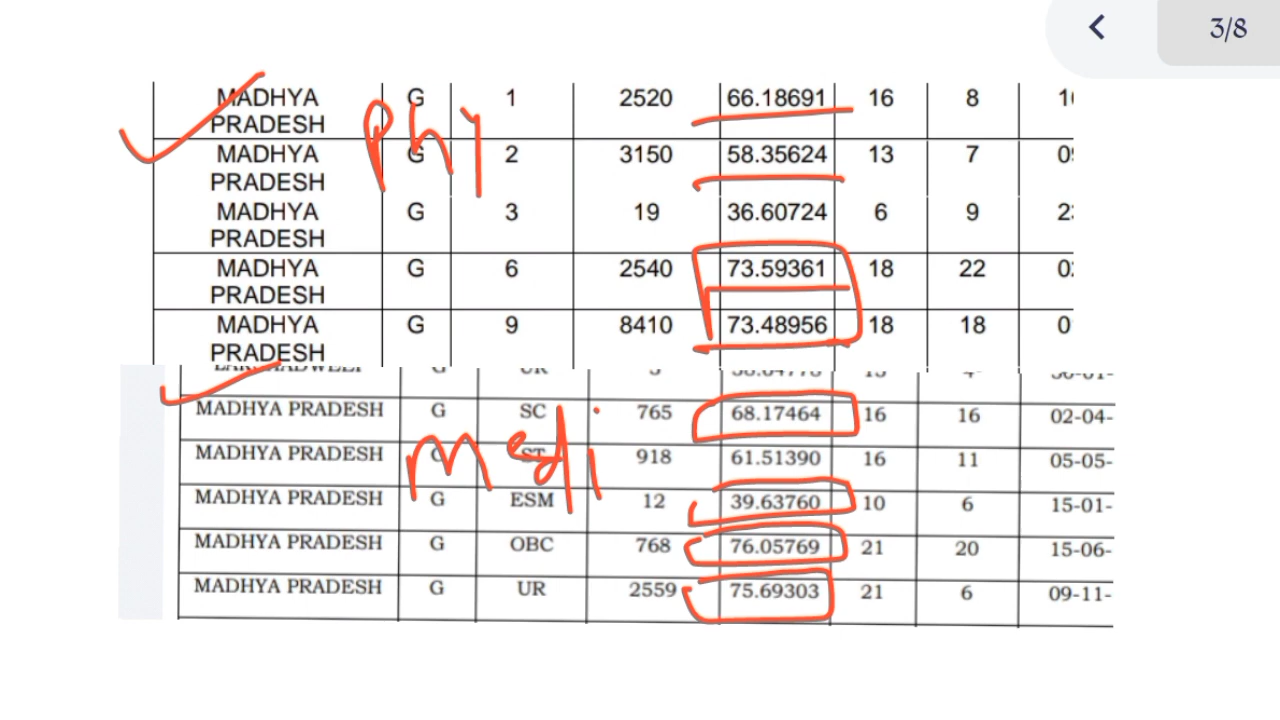 3/8
MADHYA PRADESH G 1 2520 66.18691 16 8
MADHYA PRADESH G 2 3150 58.35624 13 7
MADHYA PRADESH G 3 19 36.60724 6 9
MADHYA PRADESH G 6 2540 73.59361 18 22
MADHYA PRADESH G 9 8410 73.48956 18 18
Phy
MADHYA PRADESH G SC 765 68.17464 16 16 02-04-
MADHYA PRADESH G ST 918 61.51390 16 11 05-05-
MADHYA PRADESH G ESM 12 39.63760 10 6 15-01-
MADHYA PRADESH G OBC 768 76.05769 21 20 15-06-
MADHYA PRADESH G UR 2559 75.69303 21 6 09-11-
medi